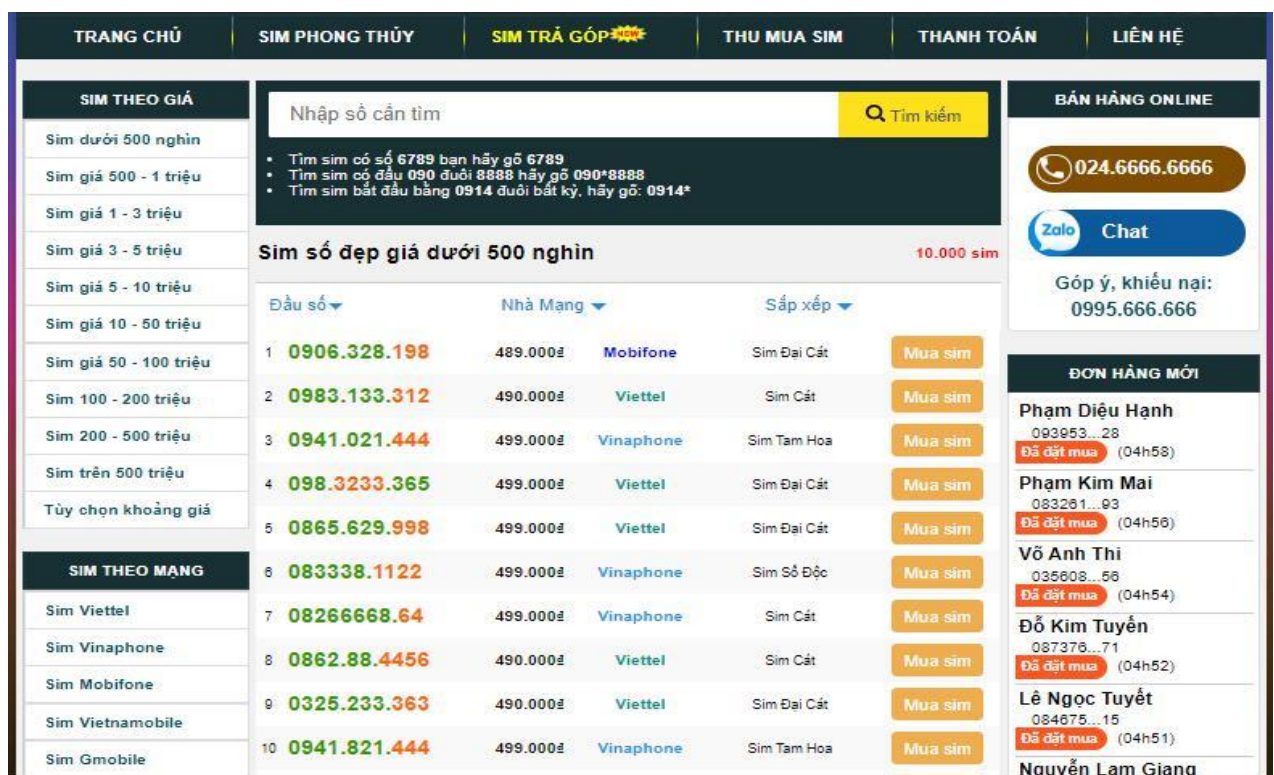 TRANG CHỦ SIM PHONG THỦY SIM TRẢ GÓP NEW THU MUA SIM THANH TOÁN LIÊN HỆ
SIM THEO GIÁ
Sim dưới 500 nghìn
Sim giá 500 - 1 triệu
Sim giá 1 - 3 triệu
Sim giá 3 - 5 triệu
Sim giá 5 - 10 triệu
Sim giá 10 - 50 triệu
Sim giá 50 - 100 triệu
Sim 100 - 200 triệu
Sim 200 - 500 triệu
Sim trên 500 triệu
Tùy chọn khoảng giá
SIM THEO MẠNG
Sim Viettel
Sim Vinaphone
Sim Mobifone
Sim Vietnamobile
Sim Gmobile
Nhập số cần tìm Tìm kiếm
• Tìm sim có số 6789 bạn hãy gõ 6789
• Tìm sim có đầu 090 đuôi 8888 hãy gõ 090*8888
• Tìm sim bắt đầu bằng 0914 đuôi bất kỳ, hãy gõ: 0914*
Sim số đẹp giá dưới 500 nghìn 10.000 sim
Đầu số Nhà Mạng Sắp xếp
1 0906.328.198 489.000₫ Mobifone Sim Đại Cát Mua sim
2 0983.133.312 490.000₫ Viettel Sim Cát Mua sim
3 0941.021.444 499.000₫ Vinaphone Sim Tam Hoa Mua sim
4 098.3233.365 499.000₫ Viettel Sim Đại Cát Mua sim
5 0865.629.998 499.000₫ Viettel Sim Đại Cát Mua sim
6 083338.1122 499.000₫ Vinaphone Sim Số Độc Mua sim
7 08266668.64 499.000₫ Vinaphone Sim Cát Mua sim
8 0862.88.4456 490.000₫ Viettel Sim Cát Mua sim
9 0325.233.363 490.000₫ Viettel Sim Đại Cát Mua sim
10 0941.821.444 499.000₫ Vinaphone Sim Tam Hoa Mua sim
BÁN HÀNG ONLINE
024.6666.6666
Zalo Chat
Góp ý, khiếu nại:
0995.666.666
ĐƠN HÀNG MỚI
Phạm Diệu Hạnh
093953...28
Đã đặt mua (04h58)
Phạm Kim Mai
083261...93
Đã đặt mua (04h56)
Võ Anh Thi
035608...56
Đã đặt mua (04h54)
Đỗ Kim Tuyến
087376...71
Đã đặt mua (04h52)
Lê Ngọc Tuyết
084675...15
Đã đặt mua (04h51)
Nguyễn Lam Giang